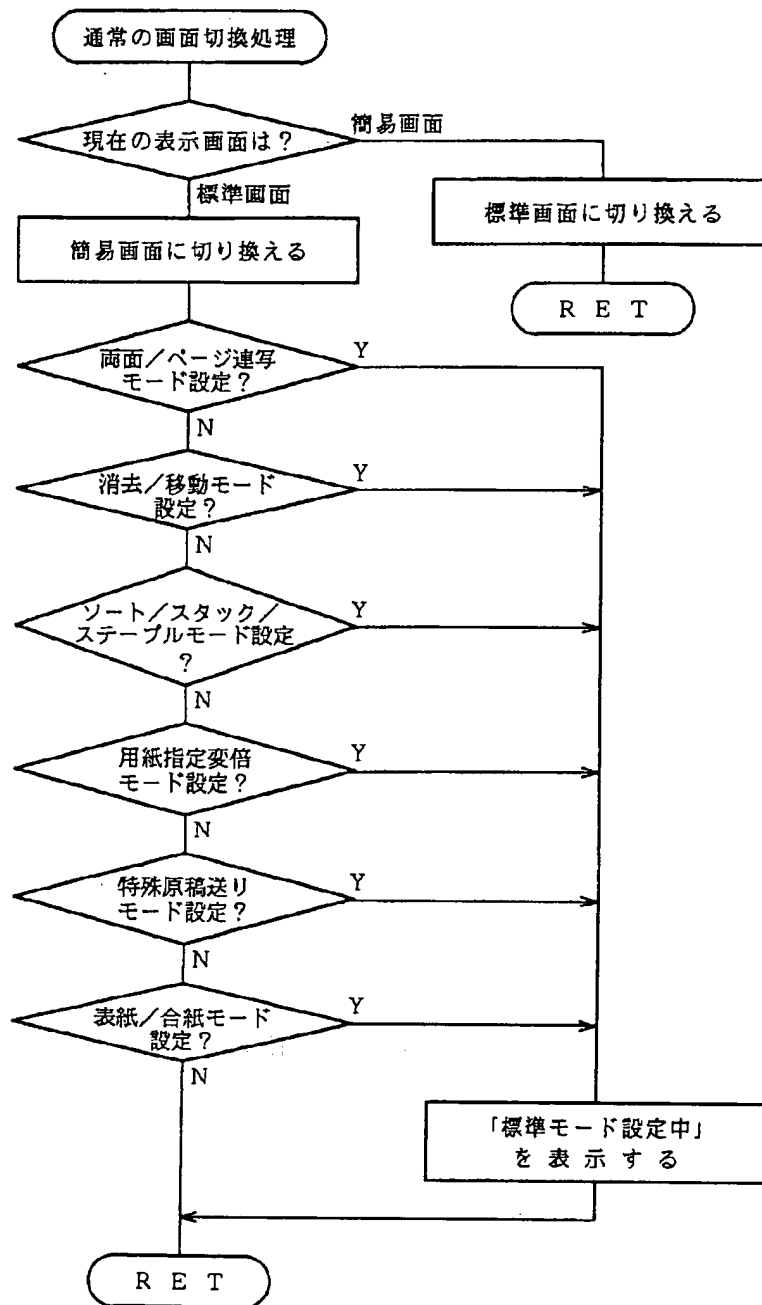 通常の画面切換処理
現在の表示画面は?
簡易画面
標準画面
標準画面に切り換える
簡易画面に切り換える
RET
両面/ページ連写
モード設定?
Y
N
消去/移動モード
設定?
Y
N
ソート/スタック/
ステープルモード設定
?
Y
N
用紙指定変倍
モード設定?
Y
N
特殊原稿送り
モード設定?
Y
N
表紙/合紙モード
設定?
Y
N
「標準モード設定中」
を表示する
RET